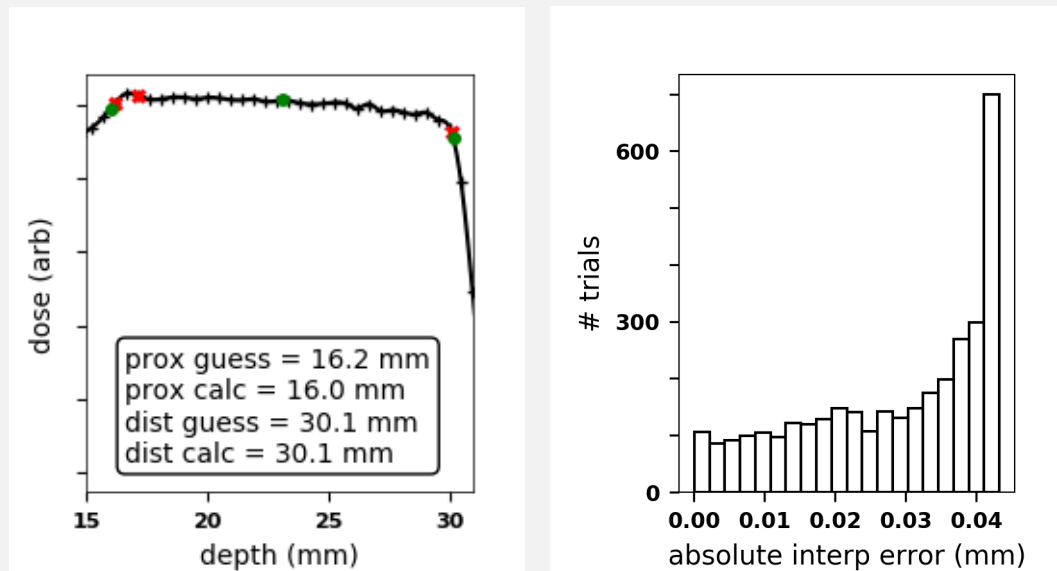 dose (arb)
prox guess = 16.2 mm
prox calc = 16.0 mm
dist guess = 30.1 mm
dist calc = 30.1 mm
15 20 25 30
depth (mm)
# trials
600
300
0
0.00 0.01 0.02 0.03 0.04
absolute interp error (mm)